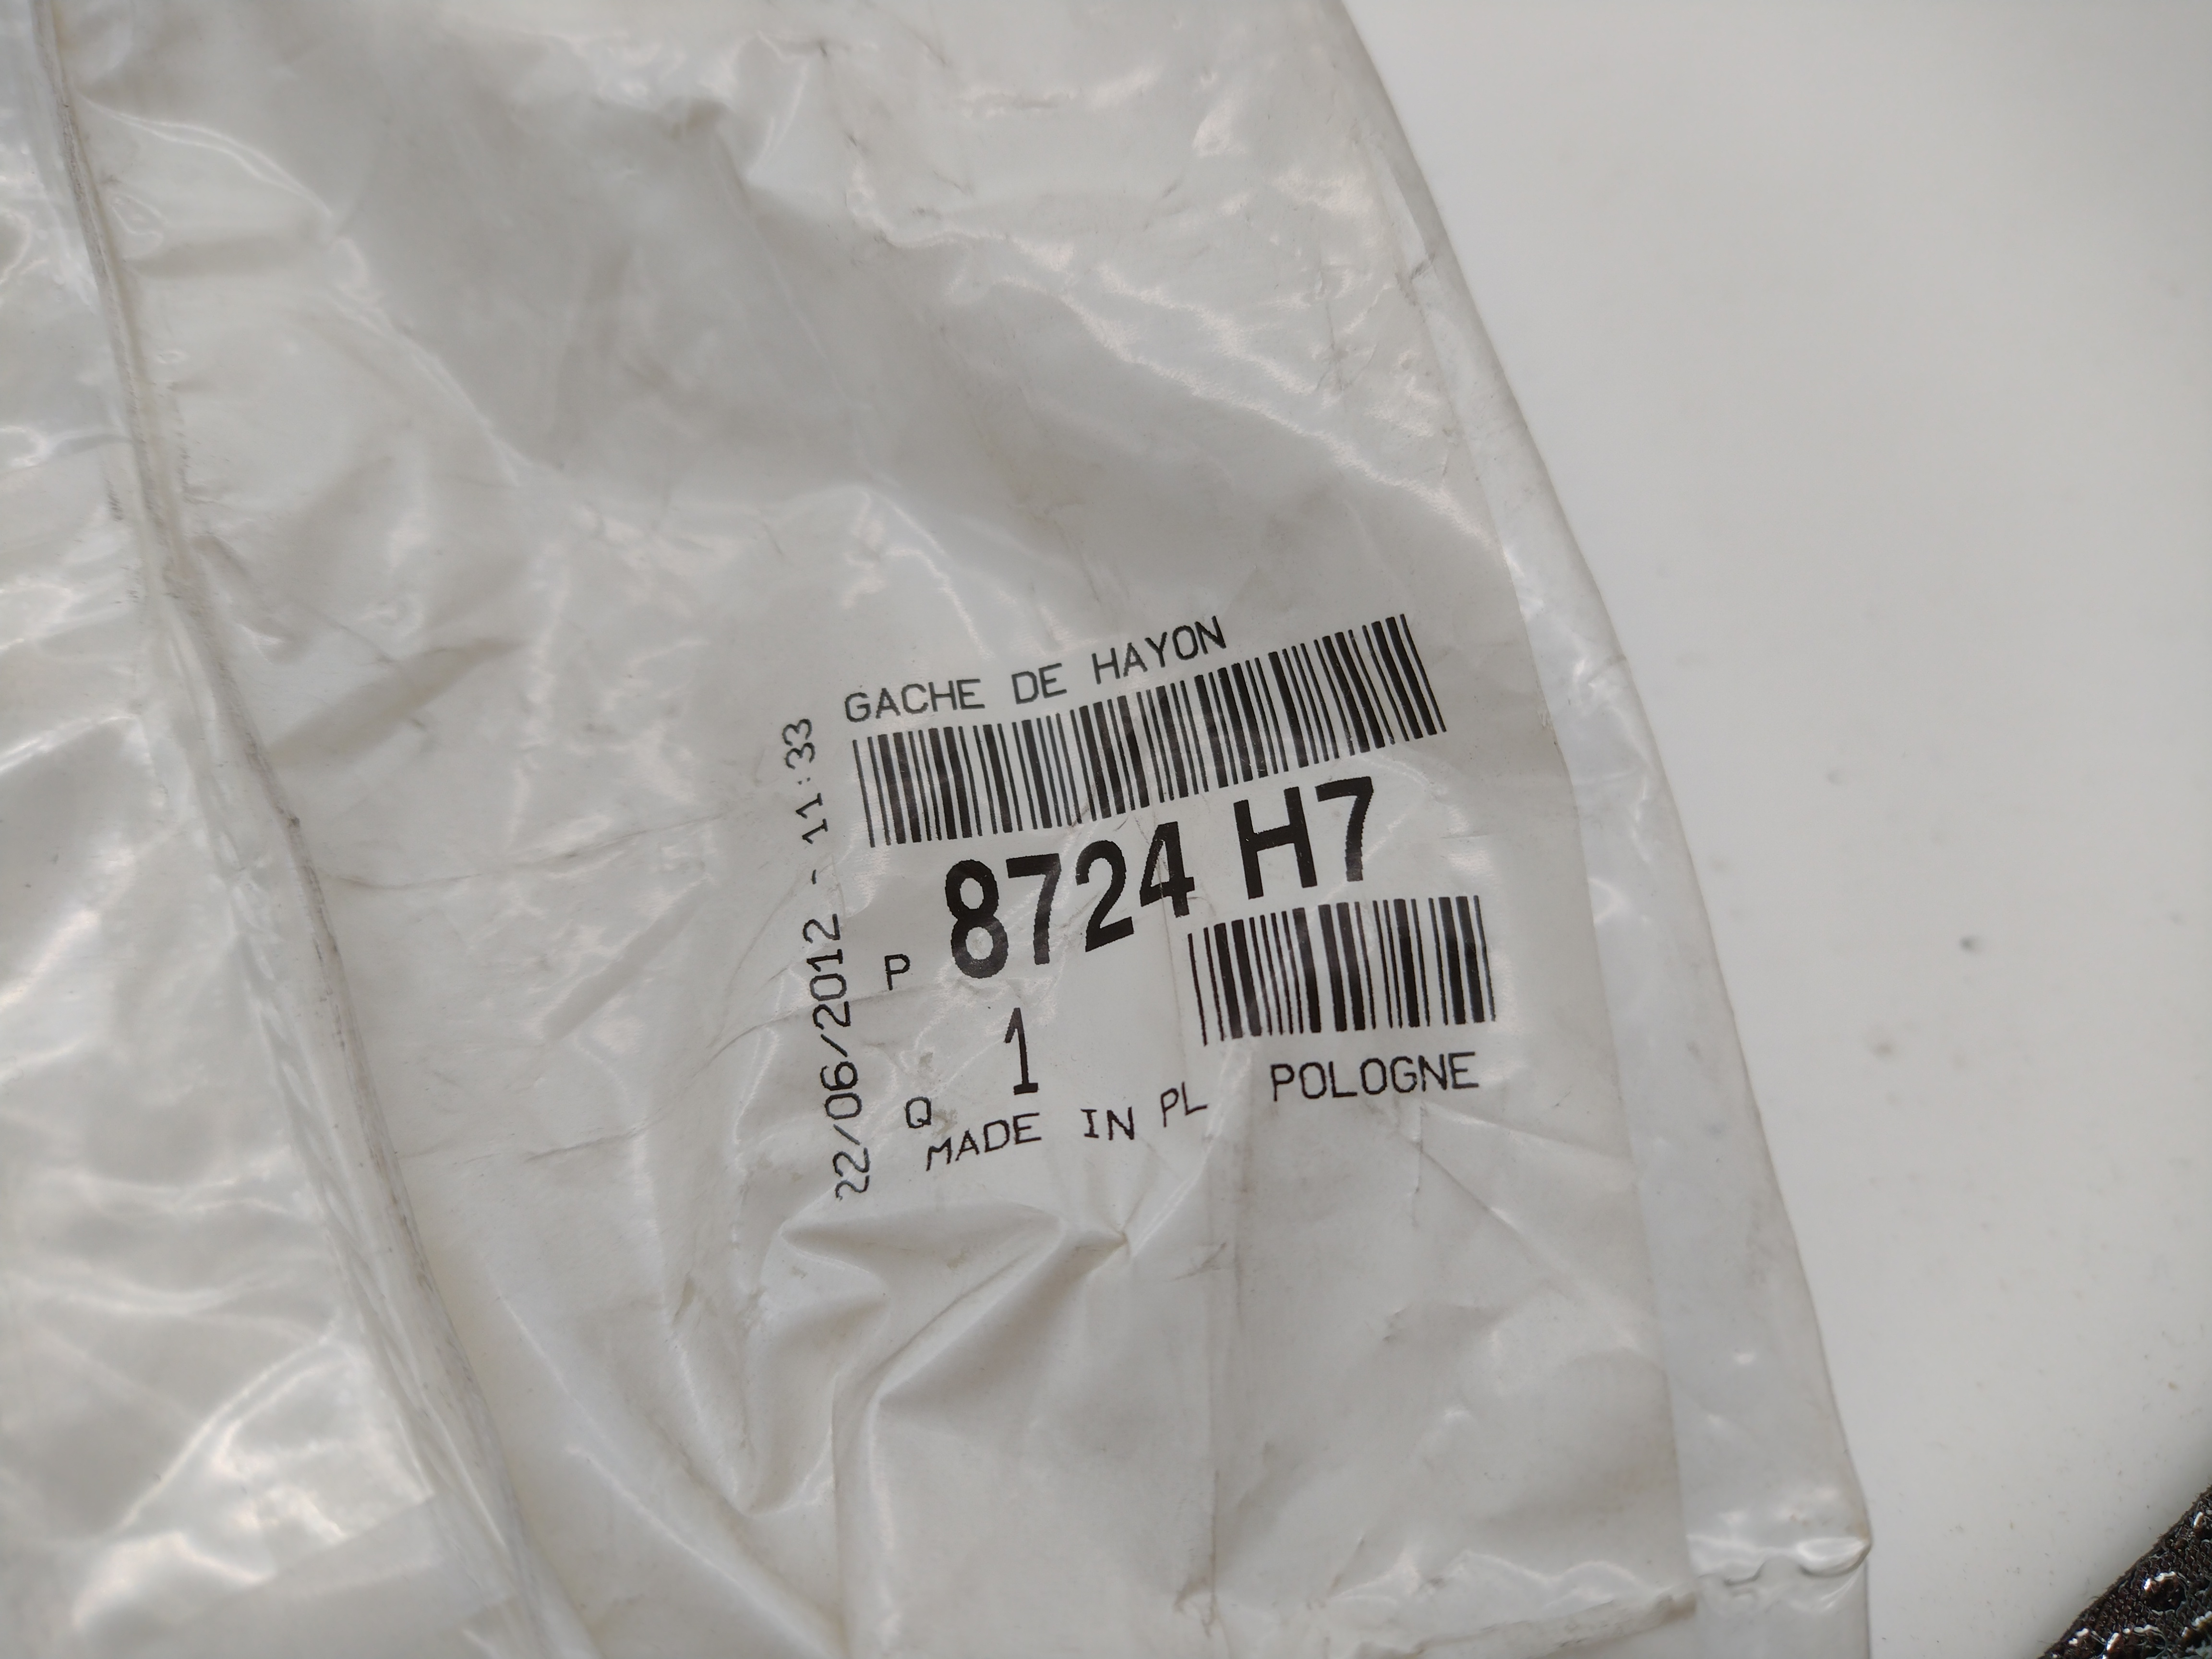 GACHE DE HAYON
P 8724 H7
Q 1
MADE IN PL POLOGNE
22/06/2012 - 11:33